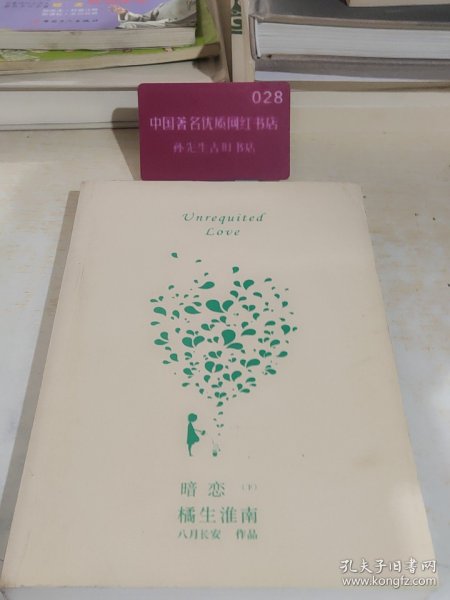 028
中国著名优质网红书店
孙先生古旧书店
Unrequited
Love
暗恋（下）
橘生淮南
八月长安 作品
孔夫子旧书网
www.kongfz.com